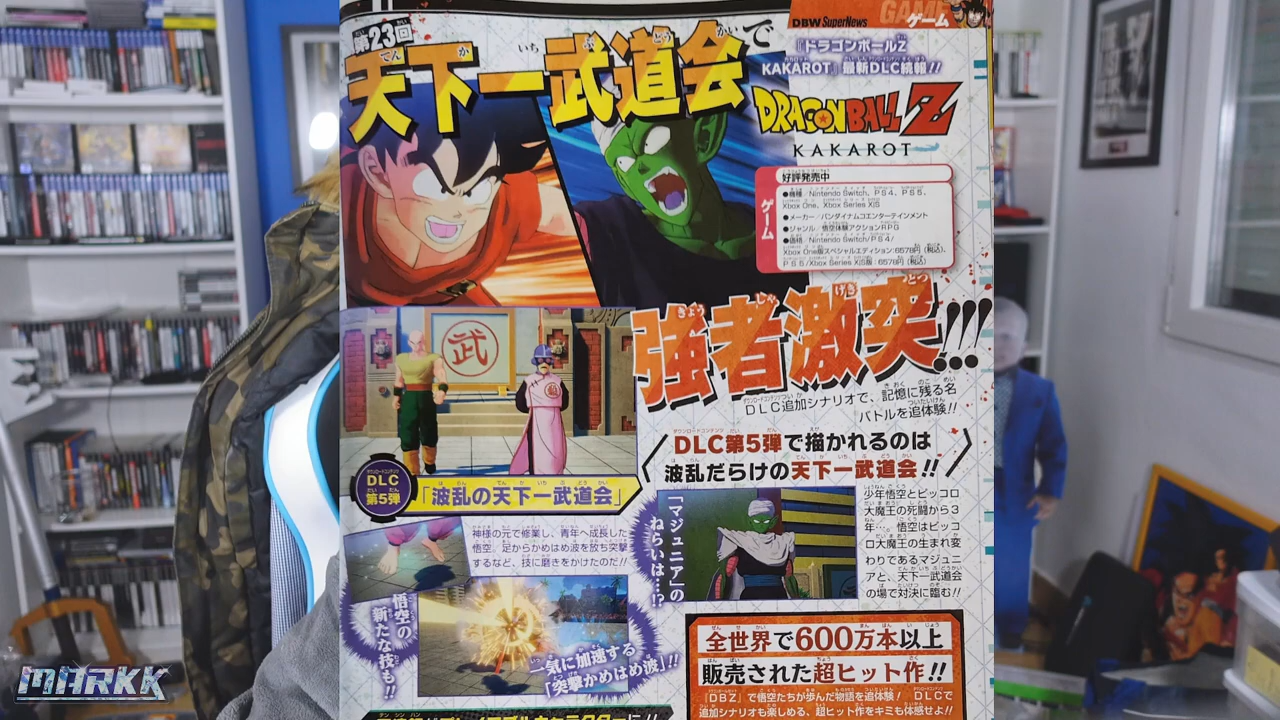 DBW SuperNews
GAME
ゲーム
第23回
天下一武道会で
『ドラゴンボールZ
KAKAROT』最新DLC続報!!
DRAGONBALL Z
KAKAROT
ゲーム
好評発売中
●機種/Nintendo Switch、PS4、PS5、
Xbox One、Xbox Series X|S
●メーカー/バンダイナムコエンターテインメント
●ジャンル/悟空体験アクションRPG
●価格/Nintendo Switch/PS4/
Xbox One版スペシャルエディション:6578円(税込)、
PS5/Xbox Series X|S版:6578円(税込)
強者激突!!!
DLC追加シナリオで、記憶に残る名
バトルを追体験!!
武
DLC第5弾で描かれるのは
波乱だらけの天下一武道会!!
DLC
第5弾
「波乱の天下一武道会」
神様の元で修業し、青年へ成長した
悟空。足からかめはめ波を放ち突撃
するなど、技に磨きをかけたのだ!!
「マジュニア」の
ねらいは…!?
少年悟空とピッコロ
大魔王の死闘から3
年…。悟空はピッコ
ロ大魔王の生まれ変
わりであるマジュニ
アと、天下一武道会
の場で対決に臨む!!
悟空の
新たな技も!!
一気に加速する
「突撃かめはめ波」!!
全世界で600万本以上
販売された超ヒット作!!
『DBZ』で悟空たちが歩んだ物語を追体験! DLCで
追加シナリオも楽しめる、超ヒット作をキミも体感せよ!!
MARKK